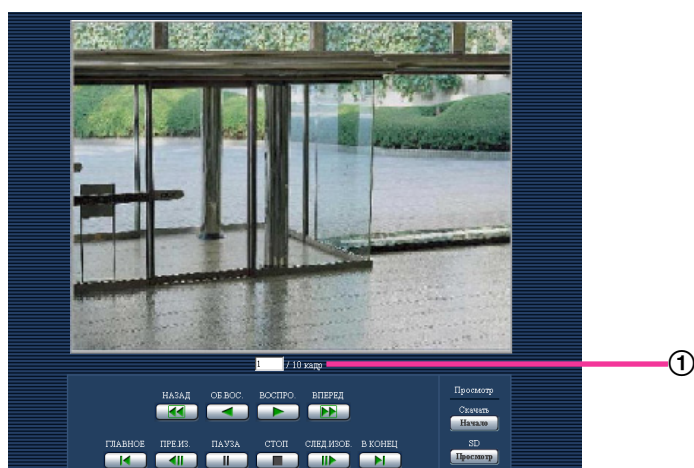 1 / 10 кадр
①
НАЗАД ОБ.ВОС. ВОСПРО. ВПЕРЕД
ГЛАВНОЕ ПРЕ.ИЗ. ПАУЗА СТОП СЛЕД.ИЗОБ. В КОНЕЦ
Просмотр
Скачать
Начало
SD
Просмотр